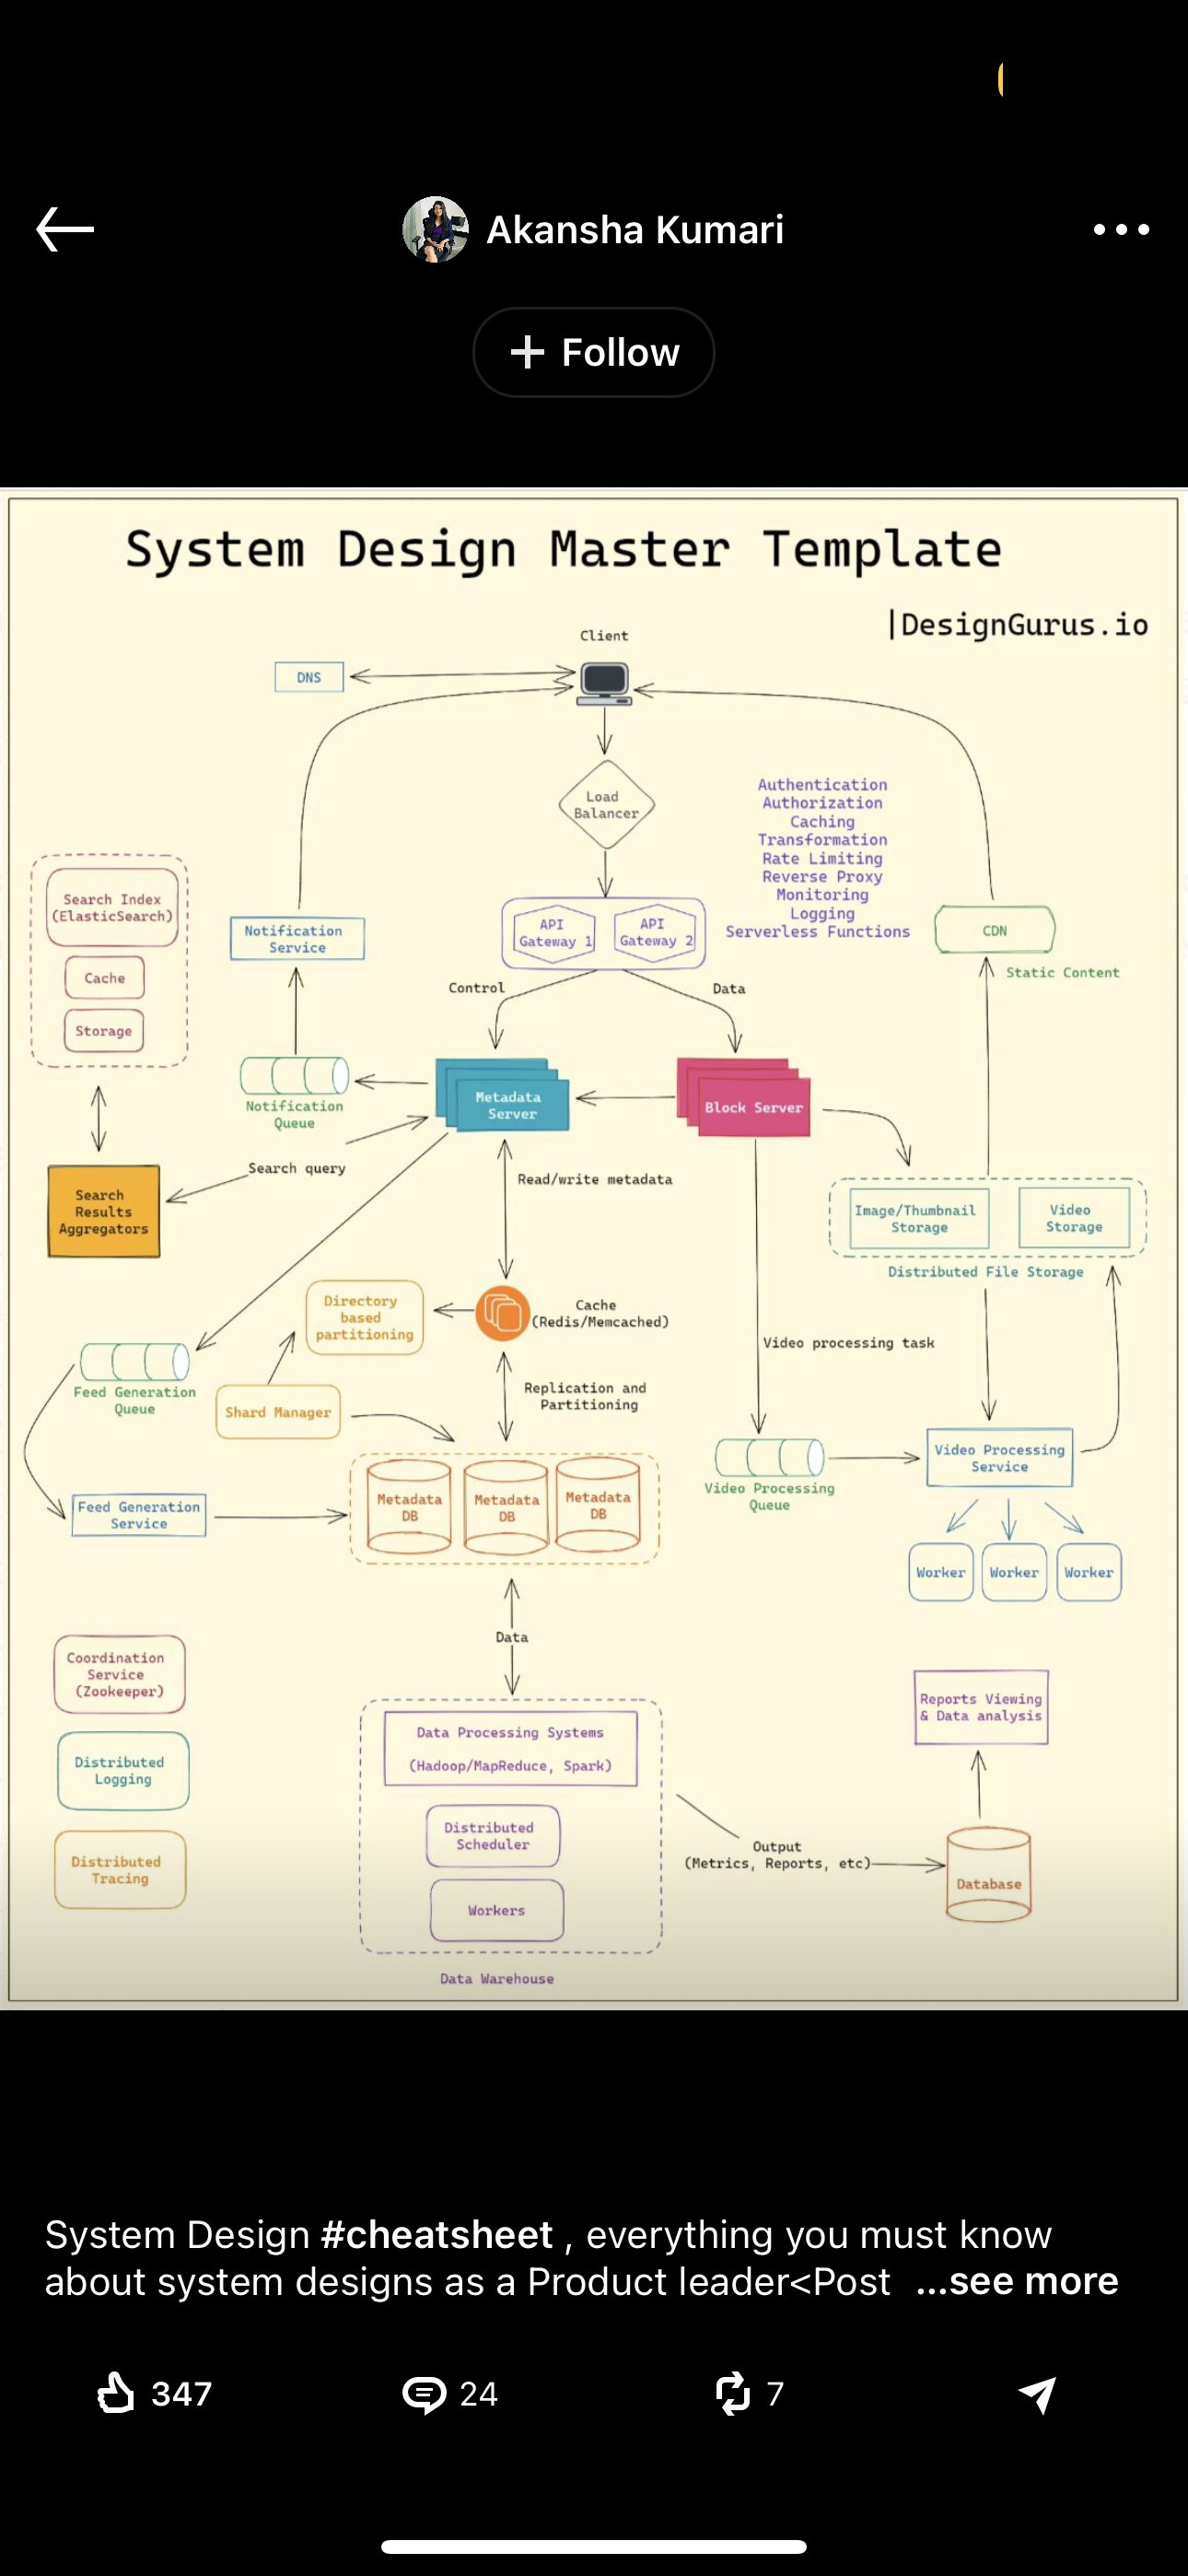 Akansha Kumari
+ Follow
System Design Master Template
|DesignGurus.io
Client
DNS
Load
Balancer
Authentication
Authorization
Caching
Transformation
Rate Limiting
Reverse Proxy
Monitoring
Logging
Serverless Functions
Search Index
(ElasticSearch)
Cache
Storage
Notification
Service
API
Gateway 1
API
Gateway 2
CDN
Static Content
Control
Data
Notification
Queue
Metadata
Server
Block Server
Search query
Search
Results
Aggregators
Read/write metadata
Image/Thumbnail
Storage
Video
Storage
Distributed File Storage
Directory
based
partitioning
Cache
(Redis/Memcached)
Video processing task
Feed Generation
Queue
Shard Manager
Replication and
Partitioning
Video Processing
Queue
Video Processing
Service
Feed Generation
Service
Metadata
DB
Metadata
DB
Metadata
DB
Worker
Worker
Worker
Data
Coordination
Service
(Zookeeper)
Distributed
Logging
Distributed
Tracing
Data Processing Systems
(Hadoop/MapReduce, Spark)
Distributed
Scheduler
Workers
Data Warehouse
Output
(Metrics, Reports, etc)
Reports Viewing
& Data analysis
Database
System Design #cheatsheet , everything you must know
about system designs as a Product leader<Post ...see more
347
24
7